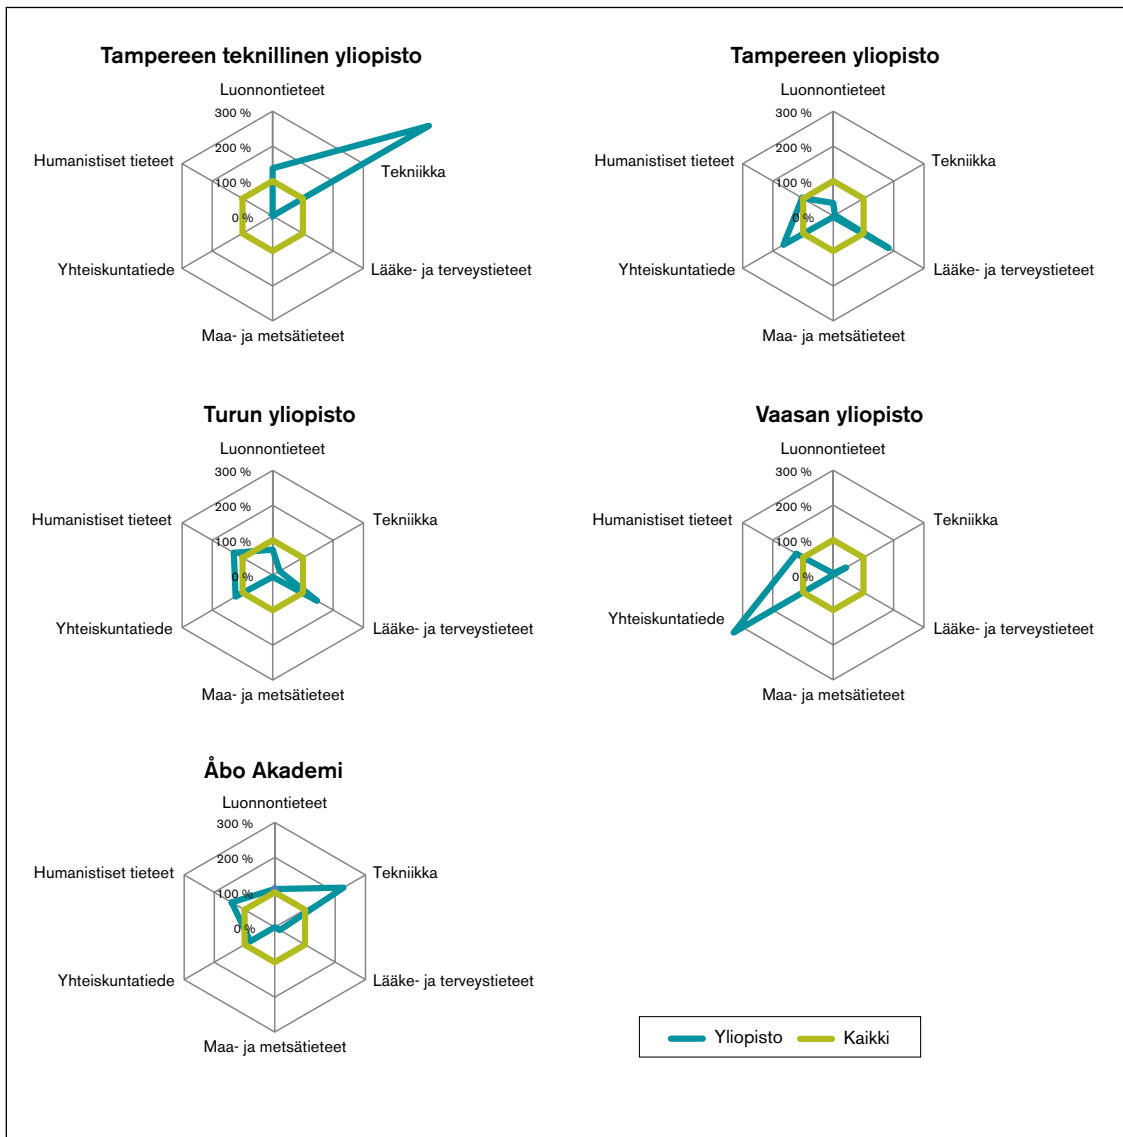 Tampereen teknillinen yliopisto
Luonnontieteet
300 %
200 %
100 %
0 %
Humanistiset tieteet
Tekniikka
Yhteiskuntatiede
Lääke- ja terveystieteet
Maa- ja metsätieteet
Tampereen yliopisto
Luonnontieteet
300 %
200 %
100 %
0 %
Humanistiset tieteet
Tekniikka
Yhteiskuntatiede
Lääke- ja terveystieteet
Maa- ja metsätieteet
Turun yliopisto
Luonnontieteet
300 %
200 %
100 %
0 %
Humanistiset tieteet
Tekniikka
Yhteiskuntatiede
Lääke- ja terveystieteet
Maa- ja metsätieteet
Vaasan yliopisto
Luonnontieteet
300 %
200 %
100 %
0 %
Humanistiset tieteet
Tekniikka
Yhteiskuntatiede
Lääke- ja terveystieteet
Maa- ja metsätieteet
Åbo Akademi
Luonnontieteet
300 %
200 %
100 %
0 %
Humanistiset tieteet
Tekniikka
Yhteiskuntatiede
Lääke- ja terveystieteet
Maa- ja metsätieteet
Yliopisto
Kaikki